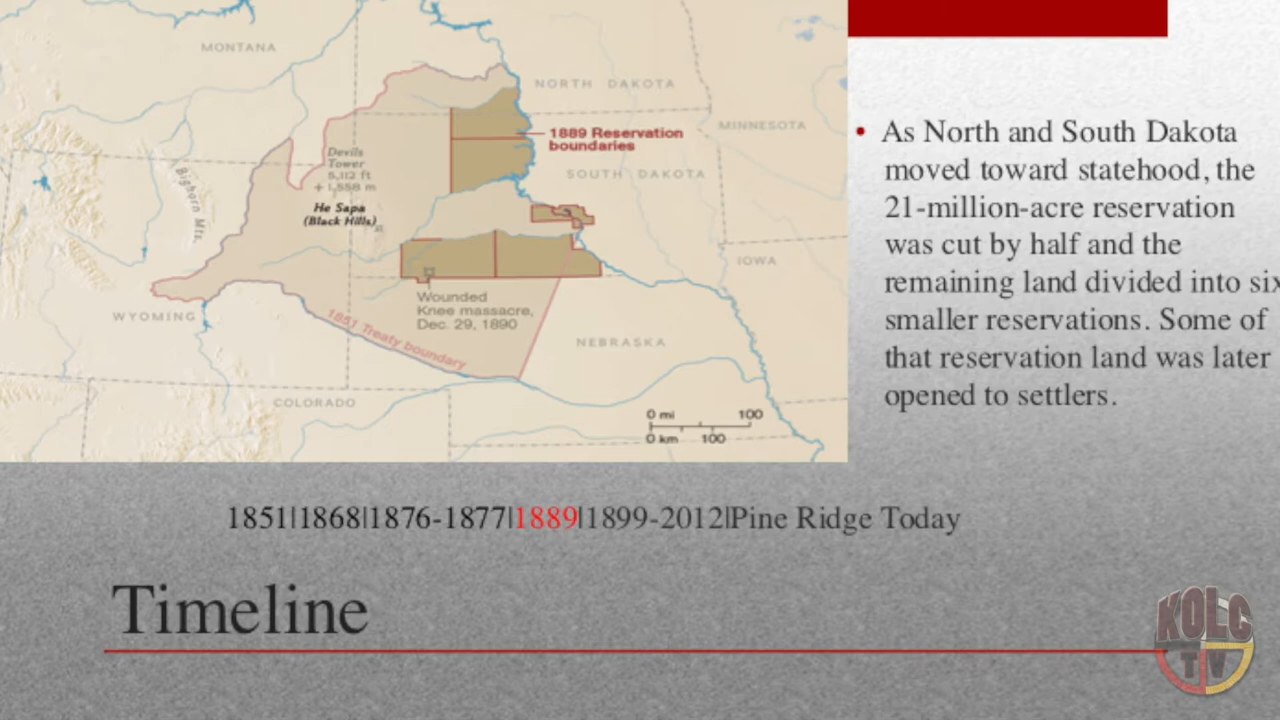 MONTANA
NORTH DAKOTA
MINNESOTA
1889 Reservation
boundaries
Devils
Tower
5,112 ft
+ 1,558 m
Bighorn Mts.
SOUTH DAKOTA
He Sapa
(Black Hills)
IOWA
Wounded
Knee massacre,
Dec. 29, 1890
WYOMING
1851 Treaty boundary
NEBRASKA
COLORADO
0 mi 100
0 km 100
• As North and South Dakota
moved toward statehood, the
21-million-acre reservation
was cut by half and the
remaining land divided into six
smaller reservations. Some of
that reservation land was later
opened to settlers.
1851|1868|1876-1877|1889|1899-2012|Pine Ridge Today
Timeline
KOLC
TV